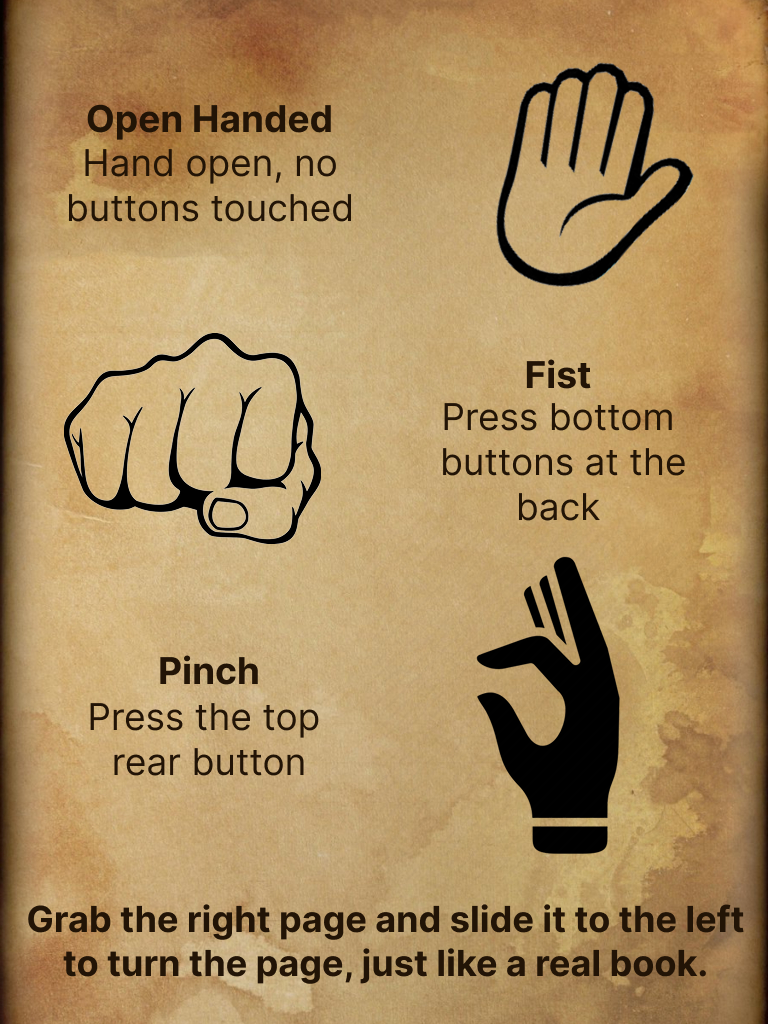 Open Handed
Hand open, no
buttons touched
Fist
Press bottom
buttons at the
back
Pinch
Press the top
rear button
Grab the right page and slide it to the left
to turn the page, just like a real book.